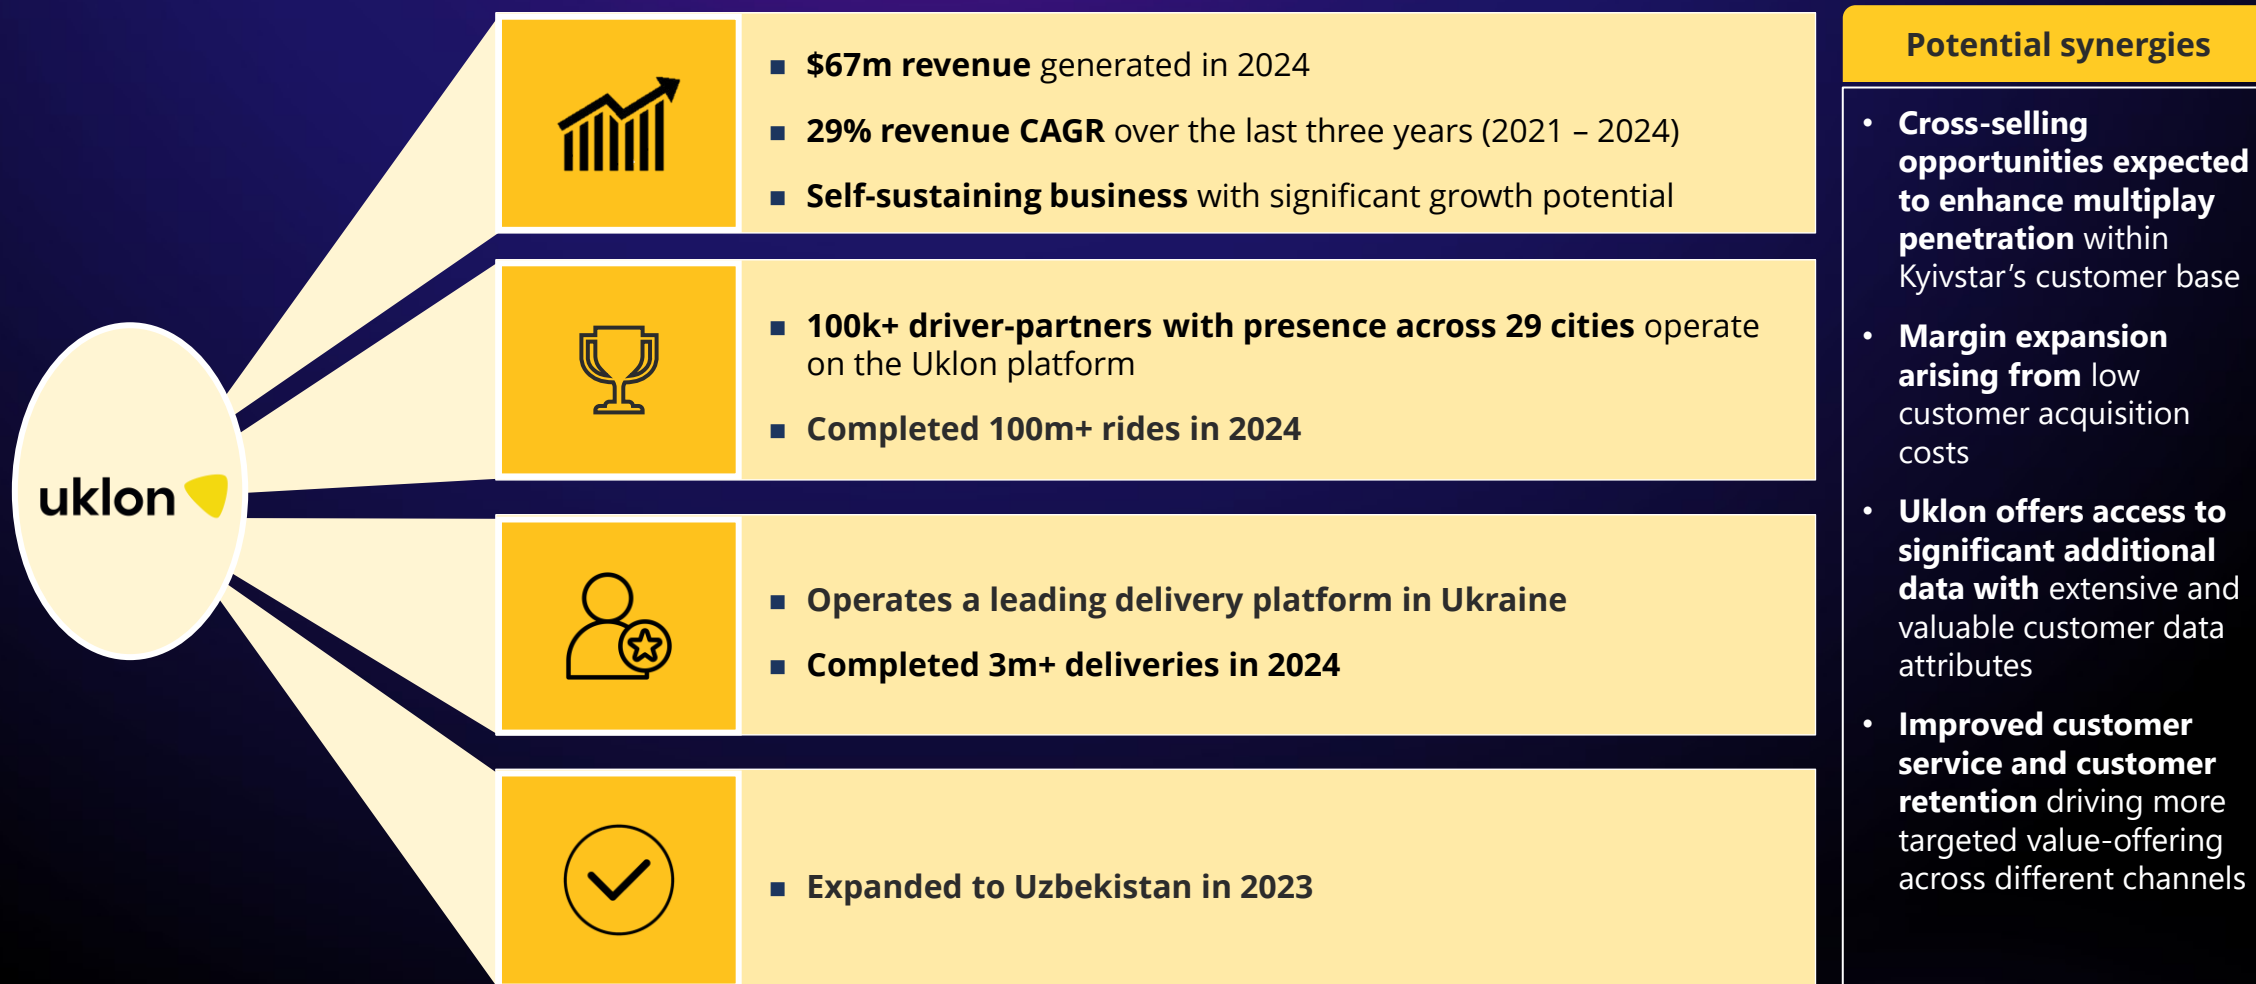 uklon
■ $67m revenue generated in 2024
■ 29% revenue CAGR over the last three years (2021 – 2024)
■ Self-sustaining business with significant growth potential
■ 100k+ driver-partners with presence across 29 cities operate
on the Uklon platform
■ Completed 100m+ rides in 2024
■ Operates a leading delivery platform in Ukraine
■ Completed 3m+ deliveries in 2024
■ Expanded to Uzbekistan in 2023
Potential synergies
• Cross-selling
opportunities expected
to enhance multiplay
penetration within
Kyivstar’s customer base
• Margin expansion
arising from low
customer acquisition
costs
• Uklon offers access to
significant additional
data with extensive and
valuable customer data
attributes
• Improved customer
service and customer
retention driving more
targeted value-offering
across different channels